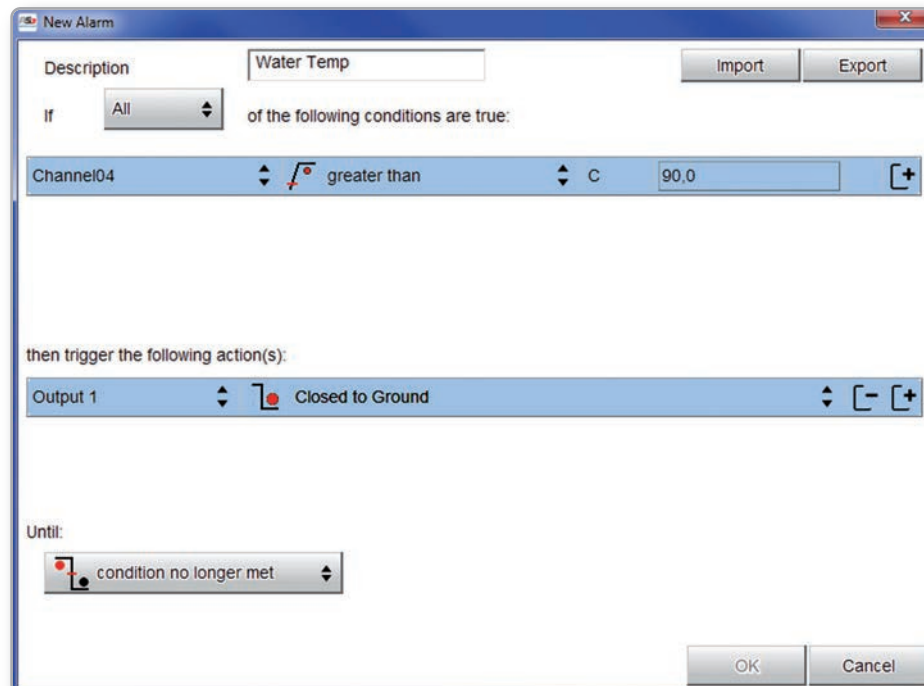 New Alarm
Description Water Temp Import Export
If All of the following conditions are true:
Channel04 greater than C 90,0
then trigger the following action(s):
Output 1 Closed to Ground
Until:
condition no longer met
OK Cancel